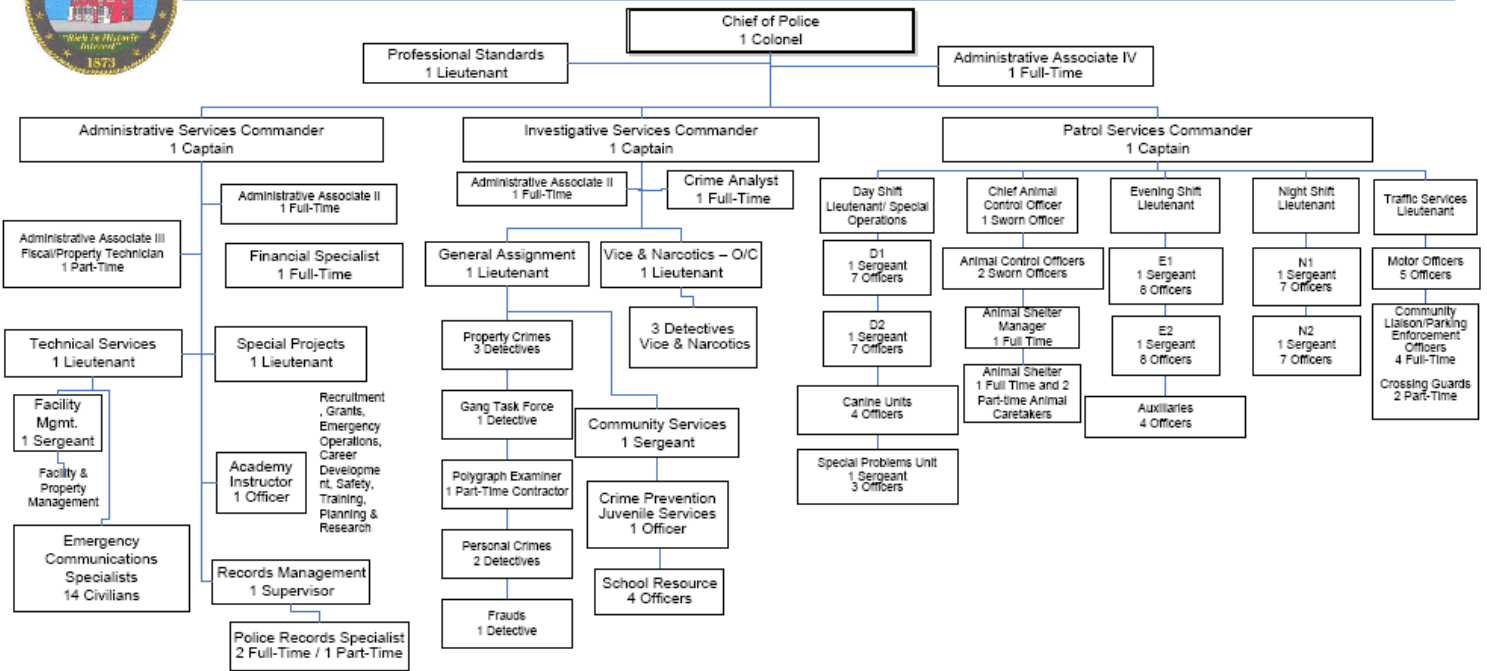 "Rich in Historic
Interest"
1873
Chief of Police
1 Colonel
Professional Standards
1 Lieutenant
Administrative Associate IV
1 Full-Time
Administrative Services Commander
1 Captain
Investigative Services Commander
1 Captain
Patrol Services Commander
1 Captain
Administrative Associate II
1 Full-Time
Administrative Associate III
Fiscal/Property Technician
1 Part-Time
Financial Specialist
1 Full-Time
Technical Services
1 Lieutenant
Special Projects
1 Lieutenant
Facility
Mgmt.
1 Sergeant
Facility &
Property
Management
Recruitment
, Grants,
Emergency
Operations,
Career
Developme
nt, Safety,
Training,
Planning &
Research
Academy
Instructor
1 Officer
Emergency
Communications
Specialists
14 Civilians
Records Management
1 Supervisor
Police Records Specialist
2 Full-Time / 1 Part-Time
Administrative Associate II
1 Full-Time
Crime Analyst
1 Full-Time
General Assignment
1 Lieutenant
Vice & Narcotics – O/C
1 Lieutenant
3 Detectives
Vice & Narcotics
Property Crimes
3 Detectives
Gang Task Force
1 Detective
Polygraph Examiner
1 Part-Time Contractor
Personal Crimes
2 Detectives
Frauds
1 Detective
Community Services
1 Sergeant
Crime Prevention
Juvenile Services
1 Officer
School Resource
4 Officers
Day Shift
Lieutenant/ Special
Operations
D1
1 Sergeant
7 Officers
D2
1 Sergeant
7 Officers
Canine Units
4 Officers
Special Problems Unit
1 Sergeant
3 Officers
Chief Animal
Control Officer
1 Sworn Officer
Animal Control Officers
2 Sworn Officers
Animal Shelter
Manager
1 Full Time
Animal Shelter
1 Full Time and 2
Part-time Animal
Caretakers
Evening Shift
Lieutenant
E1
1 Sergeant
8 Officers
E2
1 Sergeant
8 Officers
Auxiliaries
4 Officers
Night Shift
Lieutenant
N1
1 Sergeant
7 Officers
N2
1 Sergeant
7 Officers
Traffic Services
Lieutenant
Motor Officers
5 Officers
Community
Liaison/Parking
Enforcement
Officers
4 Full-Time
Crossing Guards
2 Part-Time